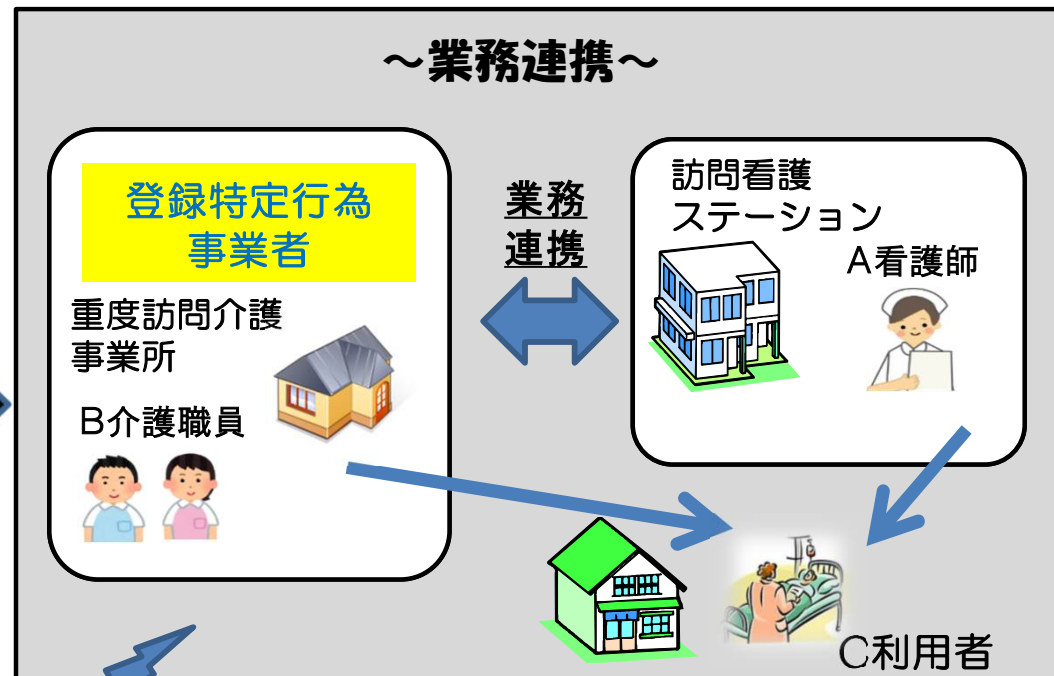 ～業務連携～
登録特定行為
事業者
重度訪問介護
事業所
B介護職員
業務
連携
訪問看護
ステーション
A看護師
C利用者